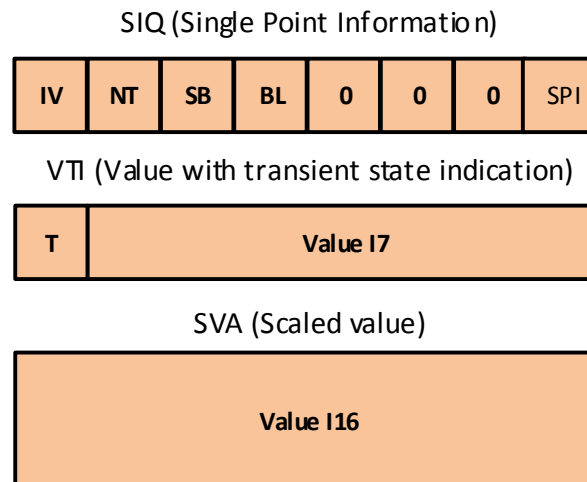 SIQ (Single Point Information)
IV NT SB BL 0 0 0 SPI
VTI (Value with transient state indication)
T Value I7
SVA (Scaled value)
Value I16